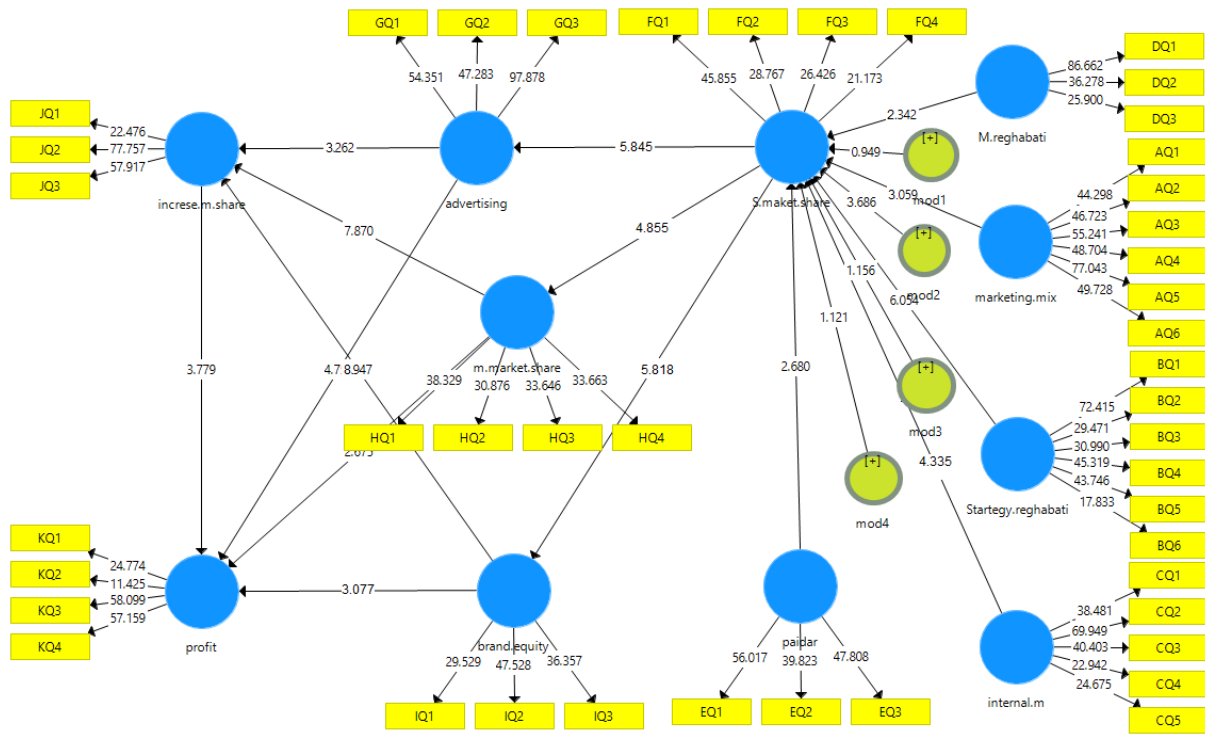 GQ1
GQ2
GQ3
FQ1
FQ2
FQ3
FQ4
54.351
47.283
97.878
45.855
28.767
26.426
21.173
DQ1
DQ2
DQ3
86.662
36.278
25.900
M.reghabati
2.342
JQ1
JQ2
JQ3
22.476
77.757
57.917
increse.m.share
3.262
advertising
5.845
S.maket.share
0.949
[+]
mod1
3.059
3.686
[+]
mod2
AQ1
AQ2
AQ3
AQ4
AQ5
AQ6
44.298
46.723
55.241
48.704
77.043
49.728
marketing.mix
7.870
4.855
1.156
6.054
1.121
m.market.share
38.329
30.876
33.646
33.663
HQ1
HQ2
HQ3
HQ4
3.779
4.7
8.947
5.818
2.680
[+]
mod3
4.335
[+]
mod4
BQ1
BQ2
BQ3
BQ4
BQ5
BQ6
72.415
29.471
30.990
45.319
43.746
17.833
Startegy.reghabati
KQ1
KQ2
KQ3
KQ4
24.774
11.425
58.099
57.159
profit
3.077
brand.equity
29.529
47.528
36.357
IQ1
IQ2
IQ3
paidar
56.017
39.823
47.808
EQ1
EQ2
EQ3
CQ1
CQ2
CQ3
CQ4
CQ5
38.481
69.949
40.403
22.942
24.675
internal.m